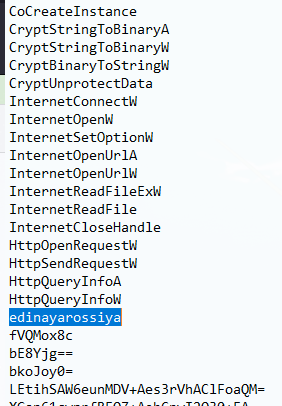 CoCreateInstance
CryptStringToBinaryA
CryptStringToBinaryW
CryptBinaryToStringW
CryptUnprotectData
InternetConnectW
InternetOpenW
InternetSetOptionW
InternetOpenUrlA
InternetOpenUrlW
InternetReadFileExW
InternetReadFile
InternetCloseHandle
HttpOpenRequestW
HttpSendRequestW
HttpQueryInfoA
HttpQueryInfoW
edinayarossiya
fVQMox8c
bE8Yjg==
bkoJoy0=
LEtihSAW6eunMDV+Aes3rVhAClFoaQM=